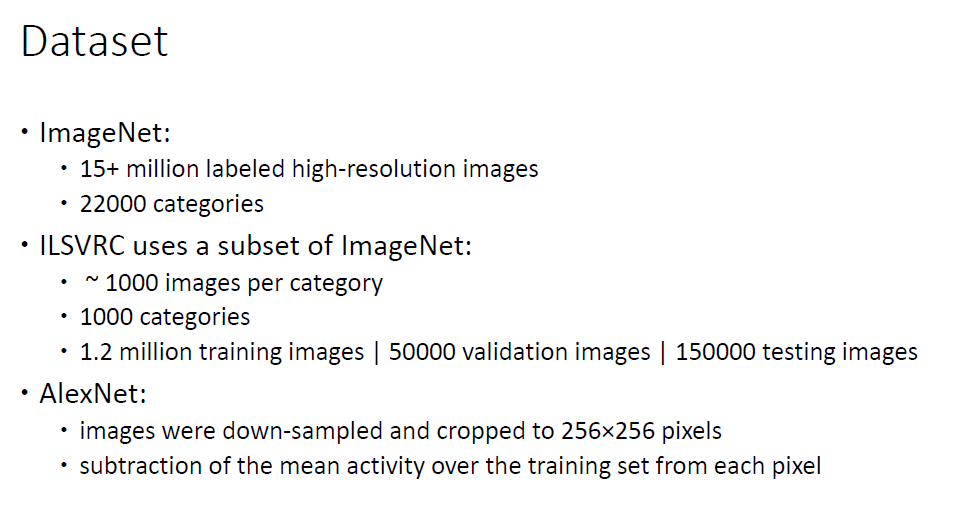 Dataset
• ImageNet:
• 15+ million labeled high-resolution images
• 22000 categories
• ILSVRC uses a subset of ImageNet:
• ~ 1000 images per category
• 1000 categories
• 1.2 million training images | 50000 validation images | 150000 testing images
• AlexNet:
• images were down-sampled and cropped to 256×256 pixels
• subtraction of the mean activity over the training set from each pixel